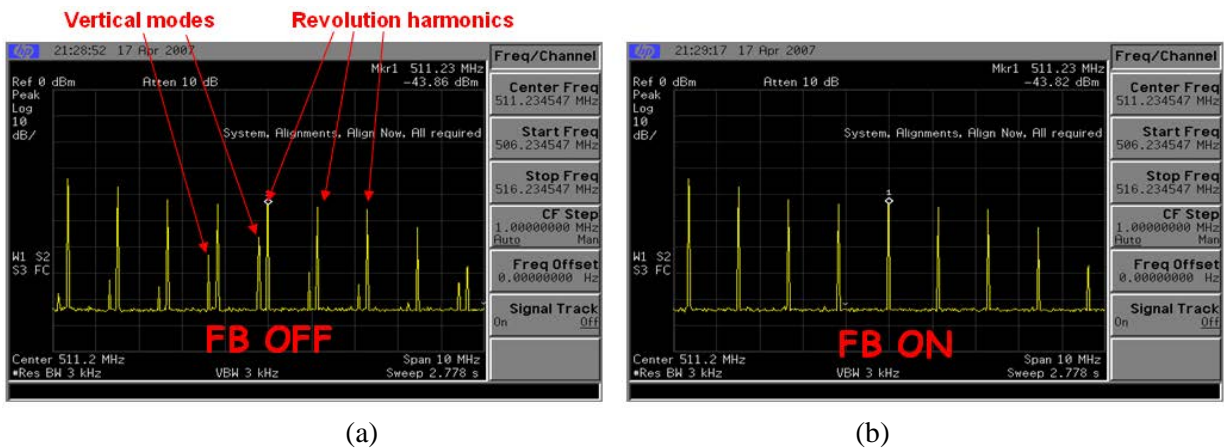 Vertical modes Revolution harmonics
hp 21:28:52 17 Apr 2007
Freq/Channel
Mkr1 511.23 MHz
Ref 0 dBm Atten 10 dB -43.86 dBm
Peak
Log
10
dB/
System, Alignments, Align Now, All required
W1 S2
S3 FC
FB OFF
Center 511.2 MHz Span 10 MHz
*Res BW 3 kHz VBW 3 kHz Sweep 2.778 s
Center Freq
511.234547 MHz
Start Freq
506.234547 MHz
Stop Freq
516.234547 MHz
CF Step
1.00000000 MHz
Auto Man
Freq Offset
0.00000000 Hz
Signal Track
On Off
(a)
hp 21:29:17 17 Apr 2007
Freq/Channel
Mkr1 511.23 MHz
Ref 0 dBm Atten 10 dB -43.82 dBm
Peak
Log
10
dB/
System, Alignments, Align Now, All required
1
W1 S2
S3 FC
FB ON
Center 511.2 MHz Span 10 MHz
*Res BW 3 kHz VBW 3 kHz Sweep 2.778 s
Center Freq
511.234547 MHz
Start Freq
506.234547 MHz
Stop Freq
516.234547 MHz
CF Step
1.00000000 MHz
Auto Man
Freq Offset
0.00000000 Hz
Signal Track
On Off
(b)